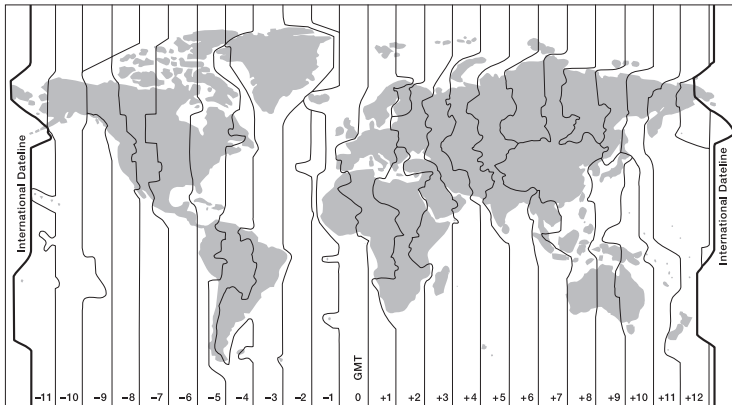 International Dateline
International Dateline
GMT
−11 −10 −9 −8 −7 −6 −5 −4 −3 −2 −1 0 +1 +2 +3 +4 +5 +6 +7 +8 +9 +10 +11 +12